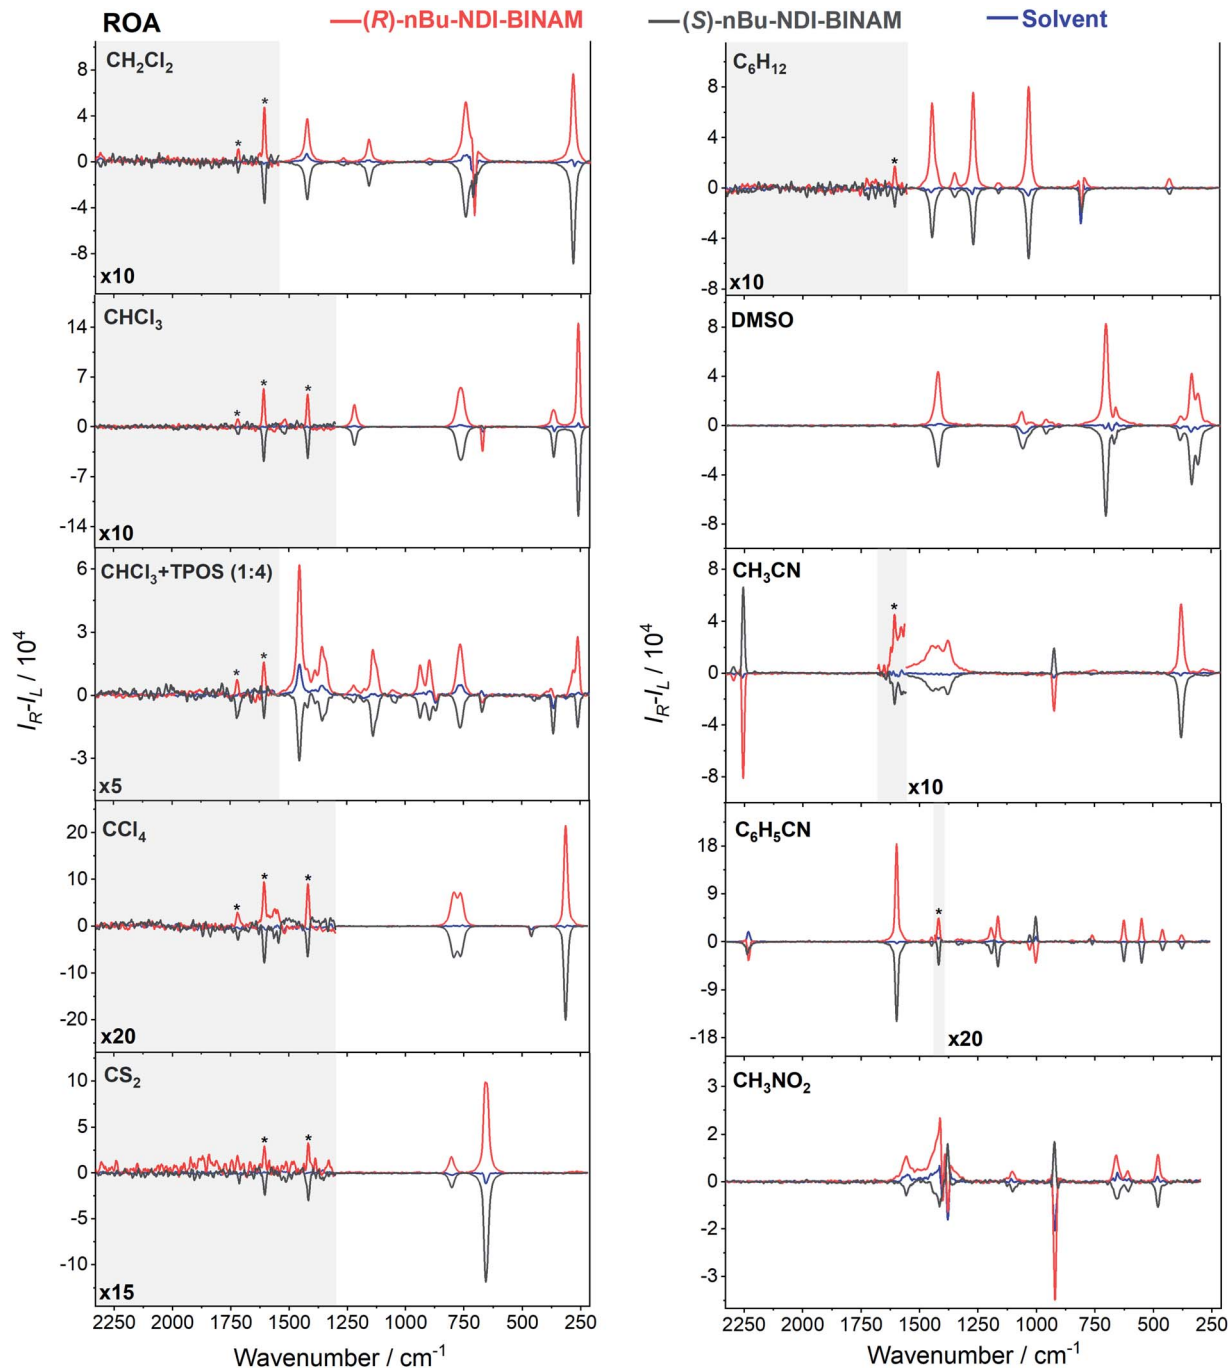 ROA
(R)-nBu-NDI-BINAM
(S)-nBu-NDI-BINAM
Solvent
CH2Cl2
8
4
0
-4
-8
* *
x10
CHCl3
14
7
0
-7
-14
* * *
x10
CHCl3+TPOS (1:4)
6
3
0
-3
* *
x5
CCl4
20
10
0
-10
-20
* * *
x20
CS2
10
5
0
-5
-10
* *
x15
2250 2000 1750 1500 1250 1000 750 500 250
Wavenumber / cm-1
IR-IL / 10^4
C6H12
8
4
0
-4
-8
*
x10
DMSO
8
4
0
-4
-8
CH3CN
8
4
0
-4
-8
*
x10
C6H5CN
18
9
0
-9
-18
*
x20
CH3NO2
3
2
0
-2
-3
2250 2000 1750 1500 1250 1000 750 500 250
Wavenumber / cm-1
IR-IL / 10^4